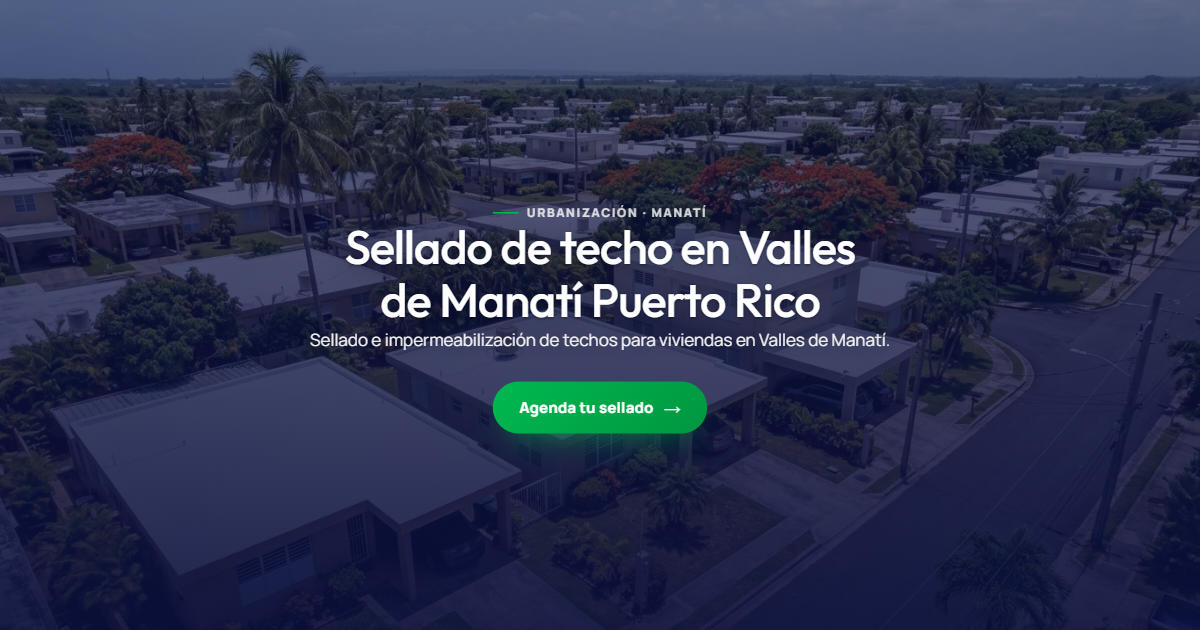 URBANIZACIÓN · MANATÍ
Sellado de techo en Valles
de Manatí Puerto Rico
Sellado e impermeabilización de techos para viviendas en Valles de Manatí.
Agenda tu sellado →